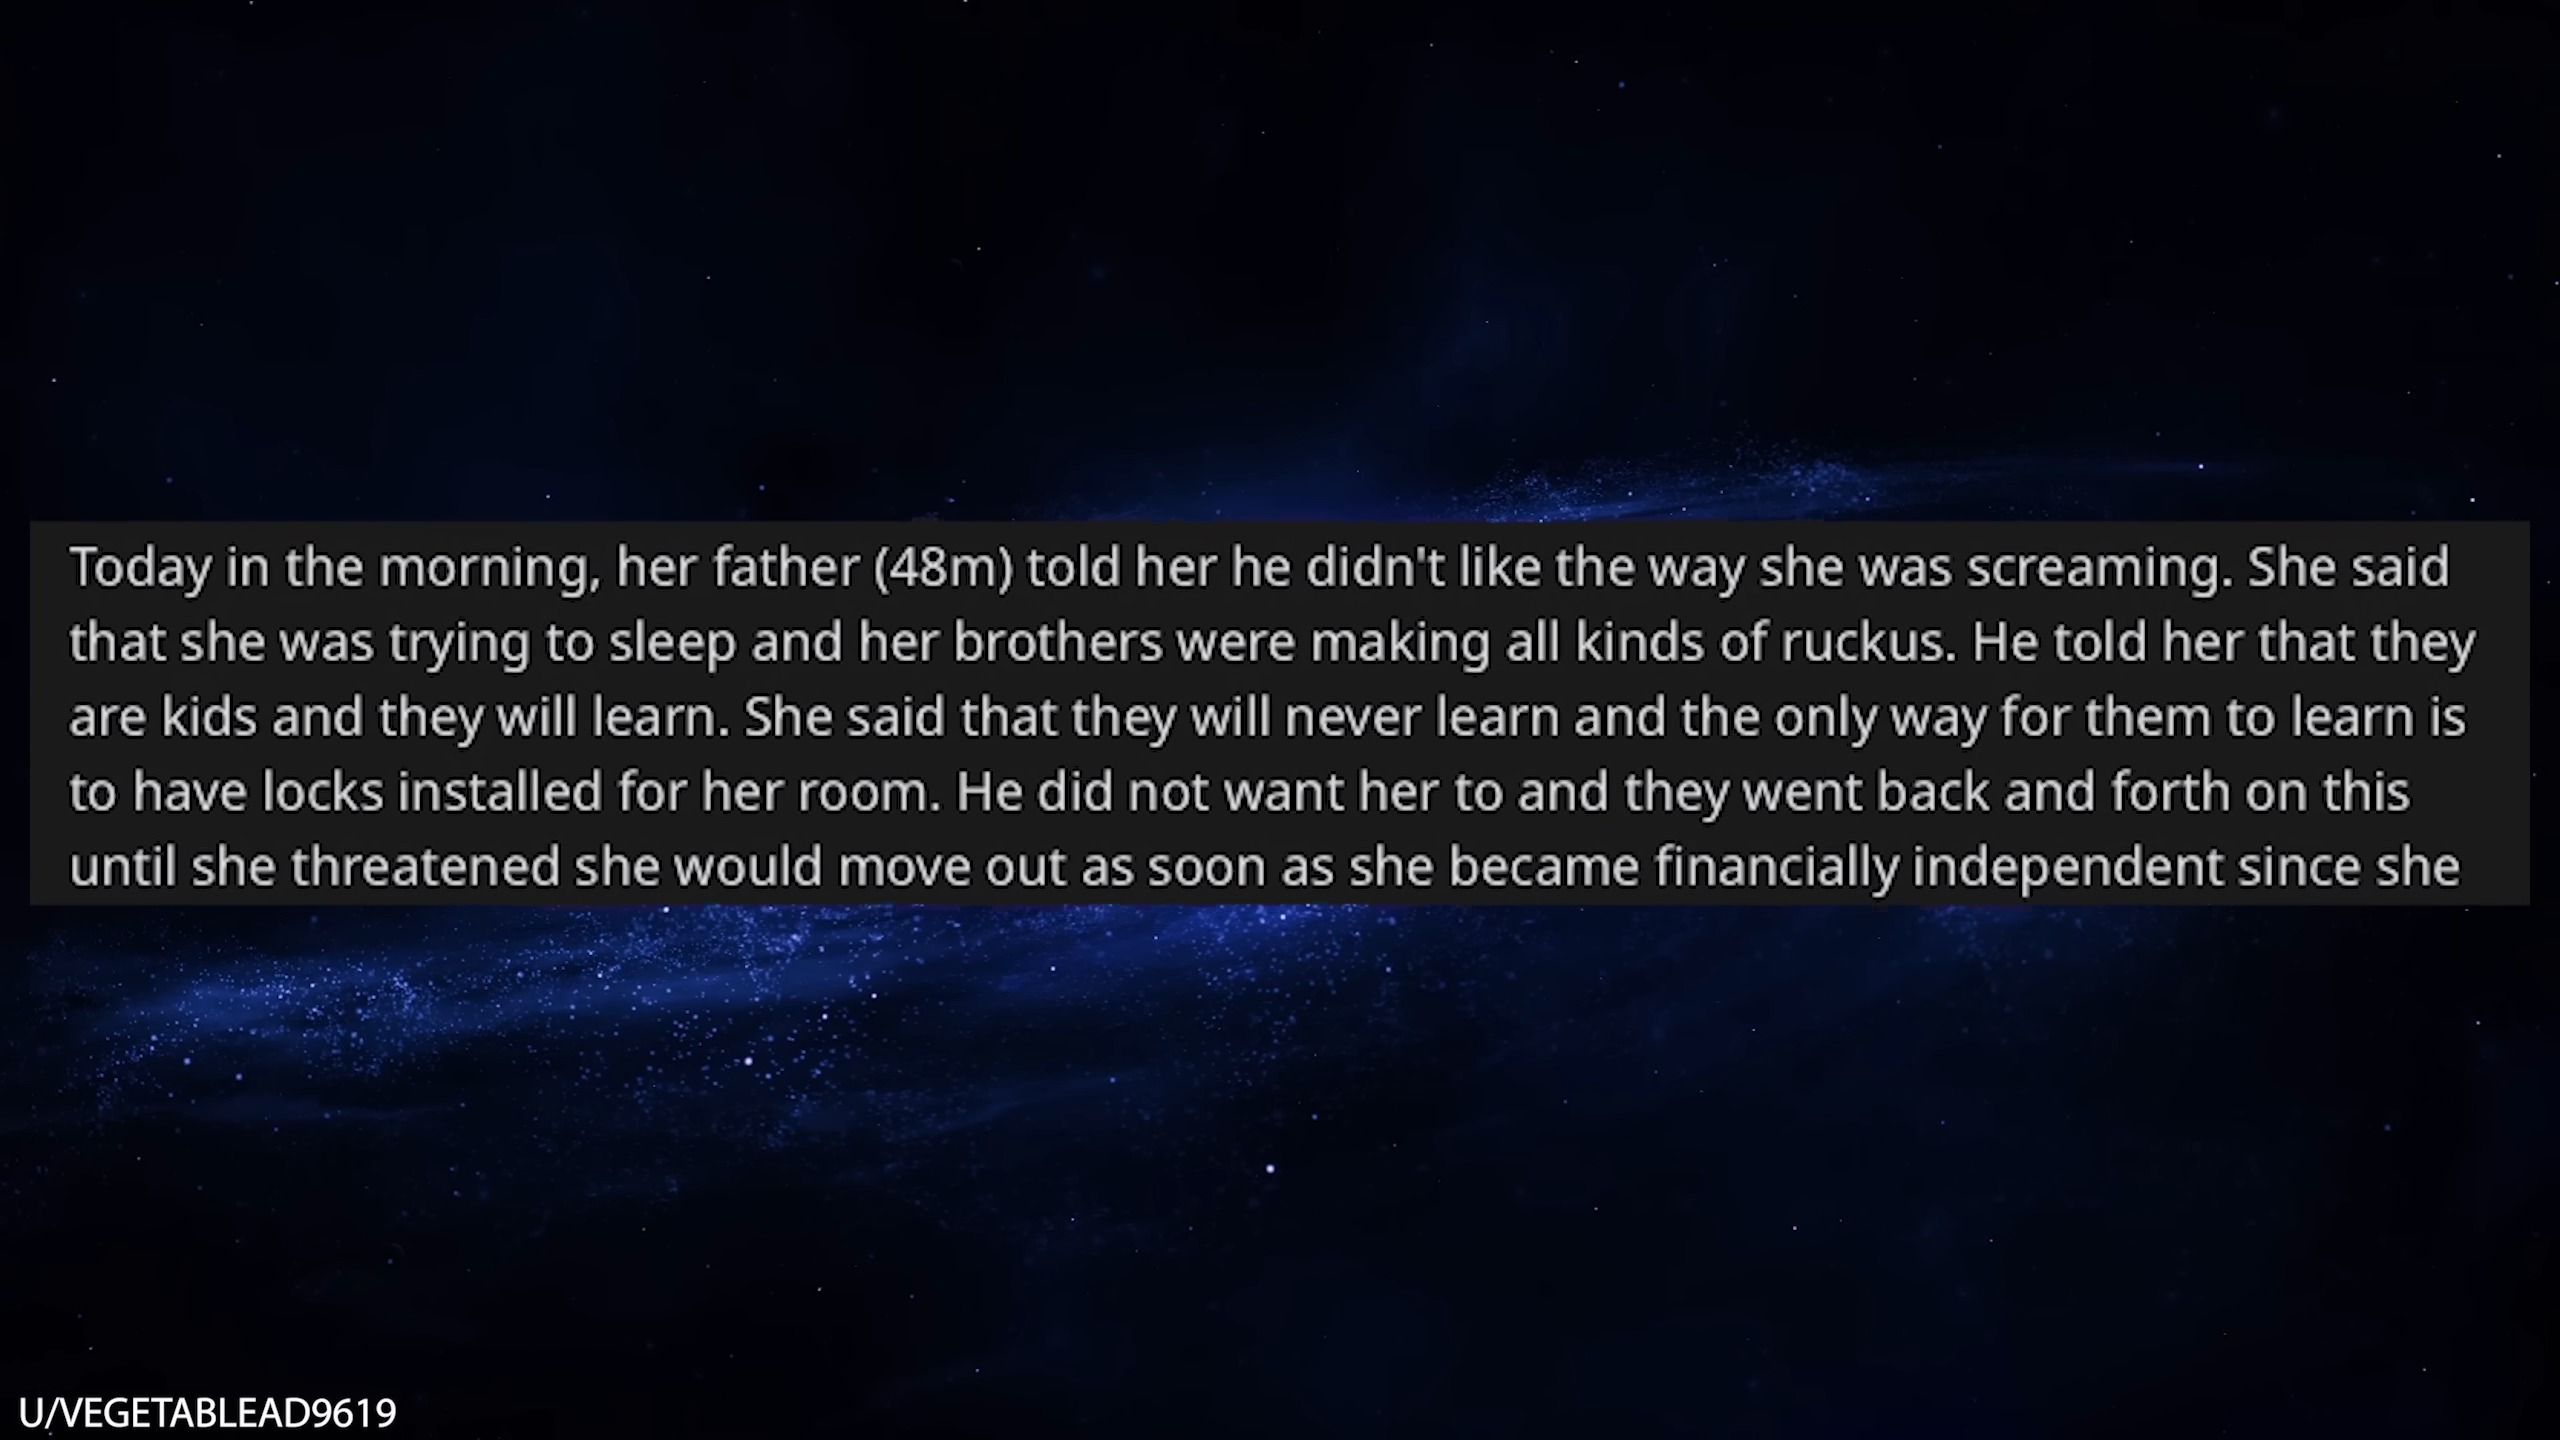 Today in the morning, her father (48m) told her he didn't like the way she was screaming. She said
that she was trying to sleep and her brothers were making all kinds of ruckus. He told her that they
are kids and they will learn. She said that they will never learn and the only way for them to learn is
to have locks installed for her room. He did not want her to and they went back and forth on this
until she threatened she would move out as soon as she became financially independent since she
U/VEGETABLEAD9619